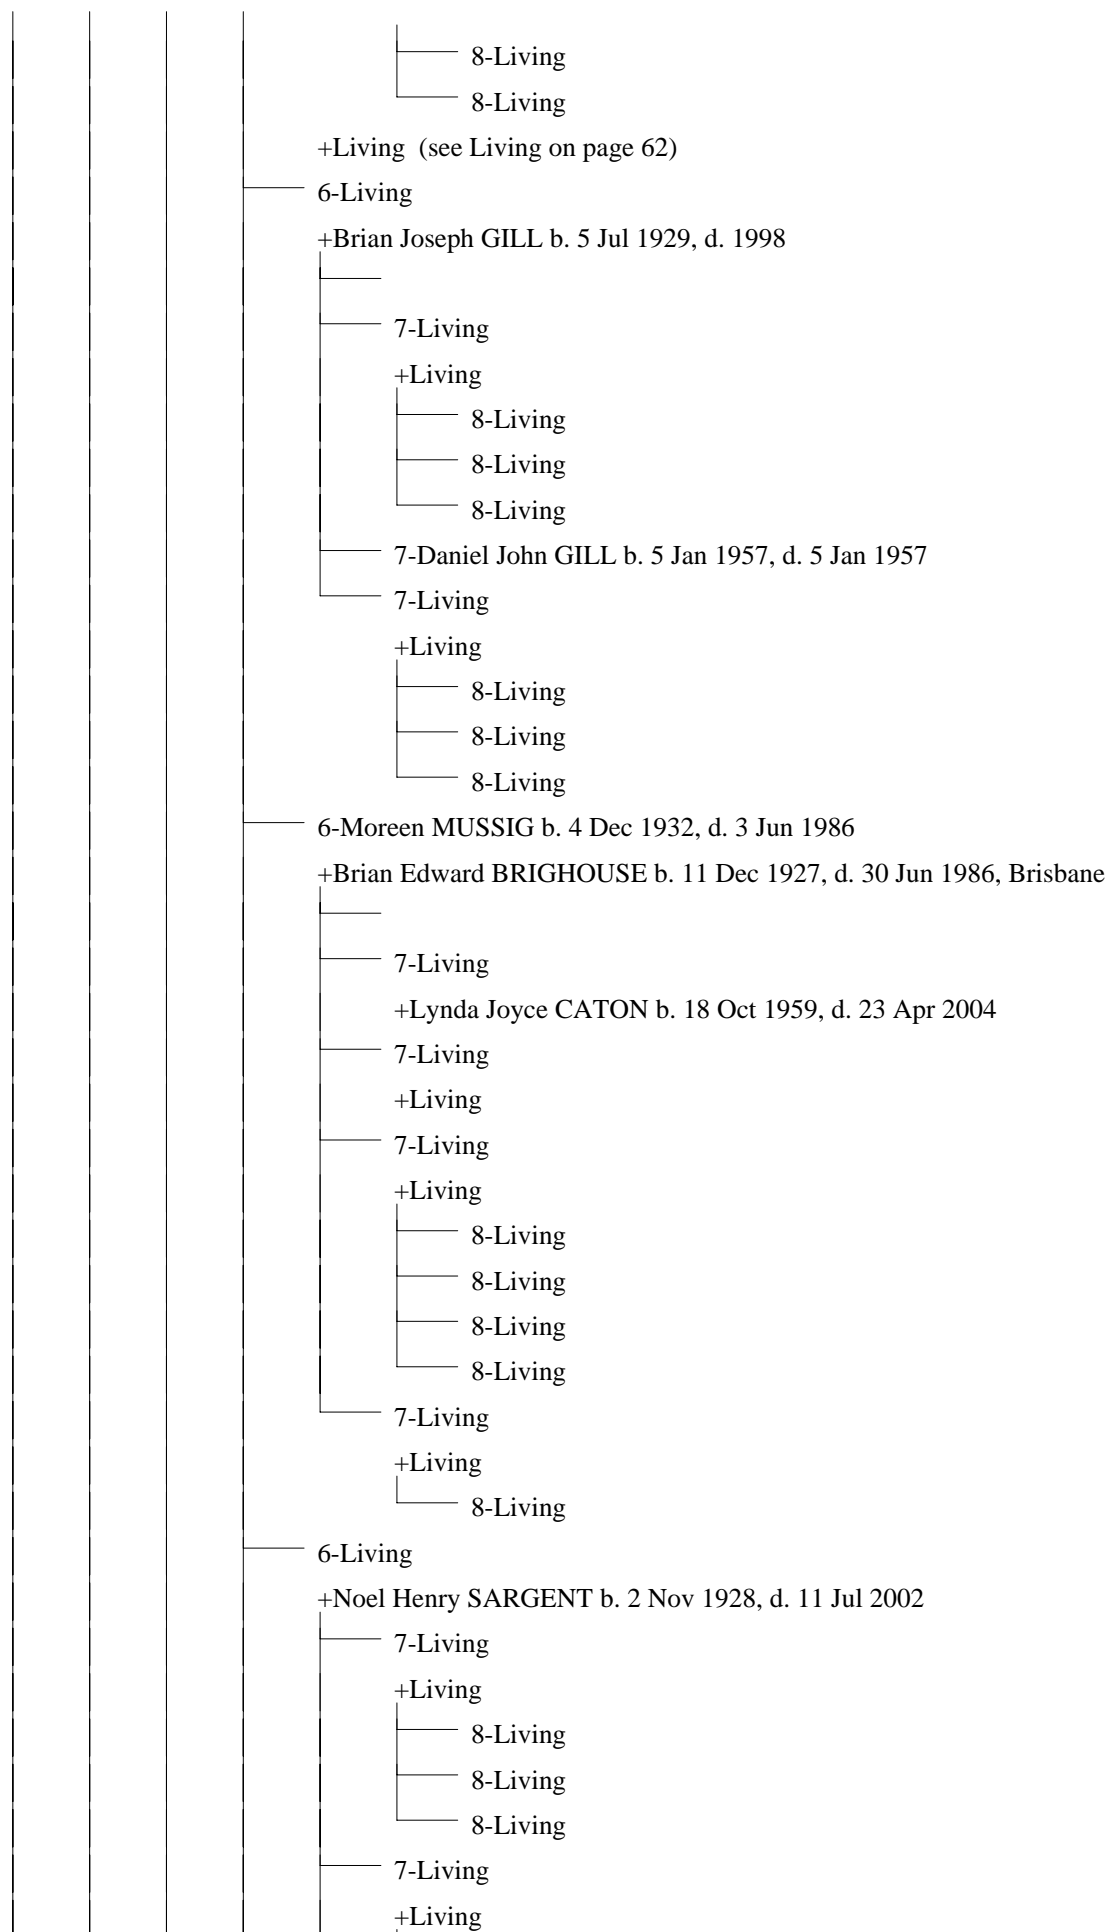 8-Living
8-Living
+Living (see Living on page 62)
6-Living
+Brian Joseph GILL b. 5 Jul 1929, d. 1998
7-Living
+Living
8-Living
8-Living
8-Living
7-Daniel John GILL b. 5 Jan 1957, d. 5 Jan 1957
7-Living
+Living
8-Living
8-Living
8-Living
6-Moreen MUSSIG b. 4 Dec 1932, d. 3 Jun 1986
+Brian Edward BRIGHOUSE b. 11 Dec 1927, d. 30 Jun 1986, Brisbane
7-Living
+Lynda Joyce CATON b. 18 Oct 1959, d. 23 Apr 2004
7-Living
+Living
7-Living
+Living
8-Living
8-Living
8-Living
8-Living
7-Living
+Living
8-Living
6-Living
+Noel Henry SARGENT b. 2 Nov 1928, d. 11 Jul 2002
7-Living
+Living
8-Living
8-Living
8-Living
7-Living
+Living